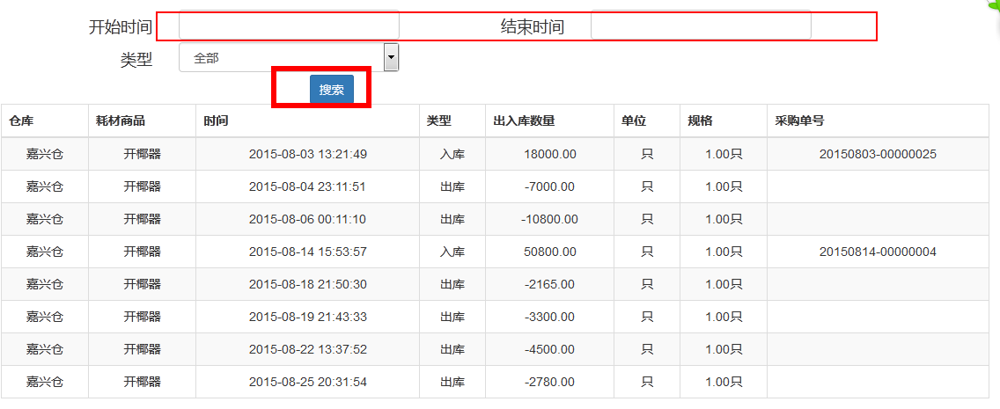 开始时间 结束时间
类型 全部
搜索
仓库 耗材商品 时间 类型 出入库数量 单位 规格 采购单号
嘉兴仓 开椰器 2015-08-03 13:21:49 入库 18000.00 只 1.00只 20150803-00000025
嘉兴仓 开椰器 2015-08-04 23:11:51 出库 -7000.00 只 1.00只
嘉兴仓 开椰器 2015-08-06 00:11:10 出库 -10800.00 只 1.00只
嘉兴仓 开椰器 2015-08-14 15:53:57 入库 50800.00 只 1.00只 20150814-00000004
嘉兴仓 开椰器 2015-08-18 21:50:30 出库 -2165.00 只 1.00只
嘉兴仓 开椰器 2015-08-19 21:43:33 出库 -3300.00 只 1.00只
嘉兴仓 开椰器 2015-08-22 13:37:52 出库 -4500.00 只 1.00只
嘉兴仓 开椰器 2015-08-25 20:31:54 出库 -2780.00 只 1.00只